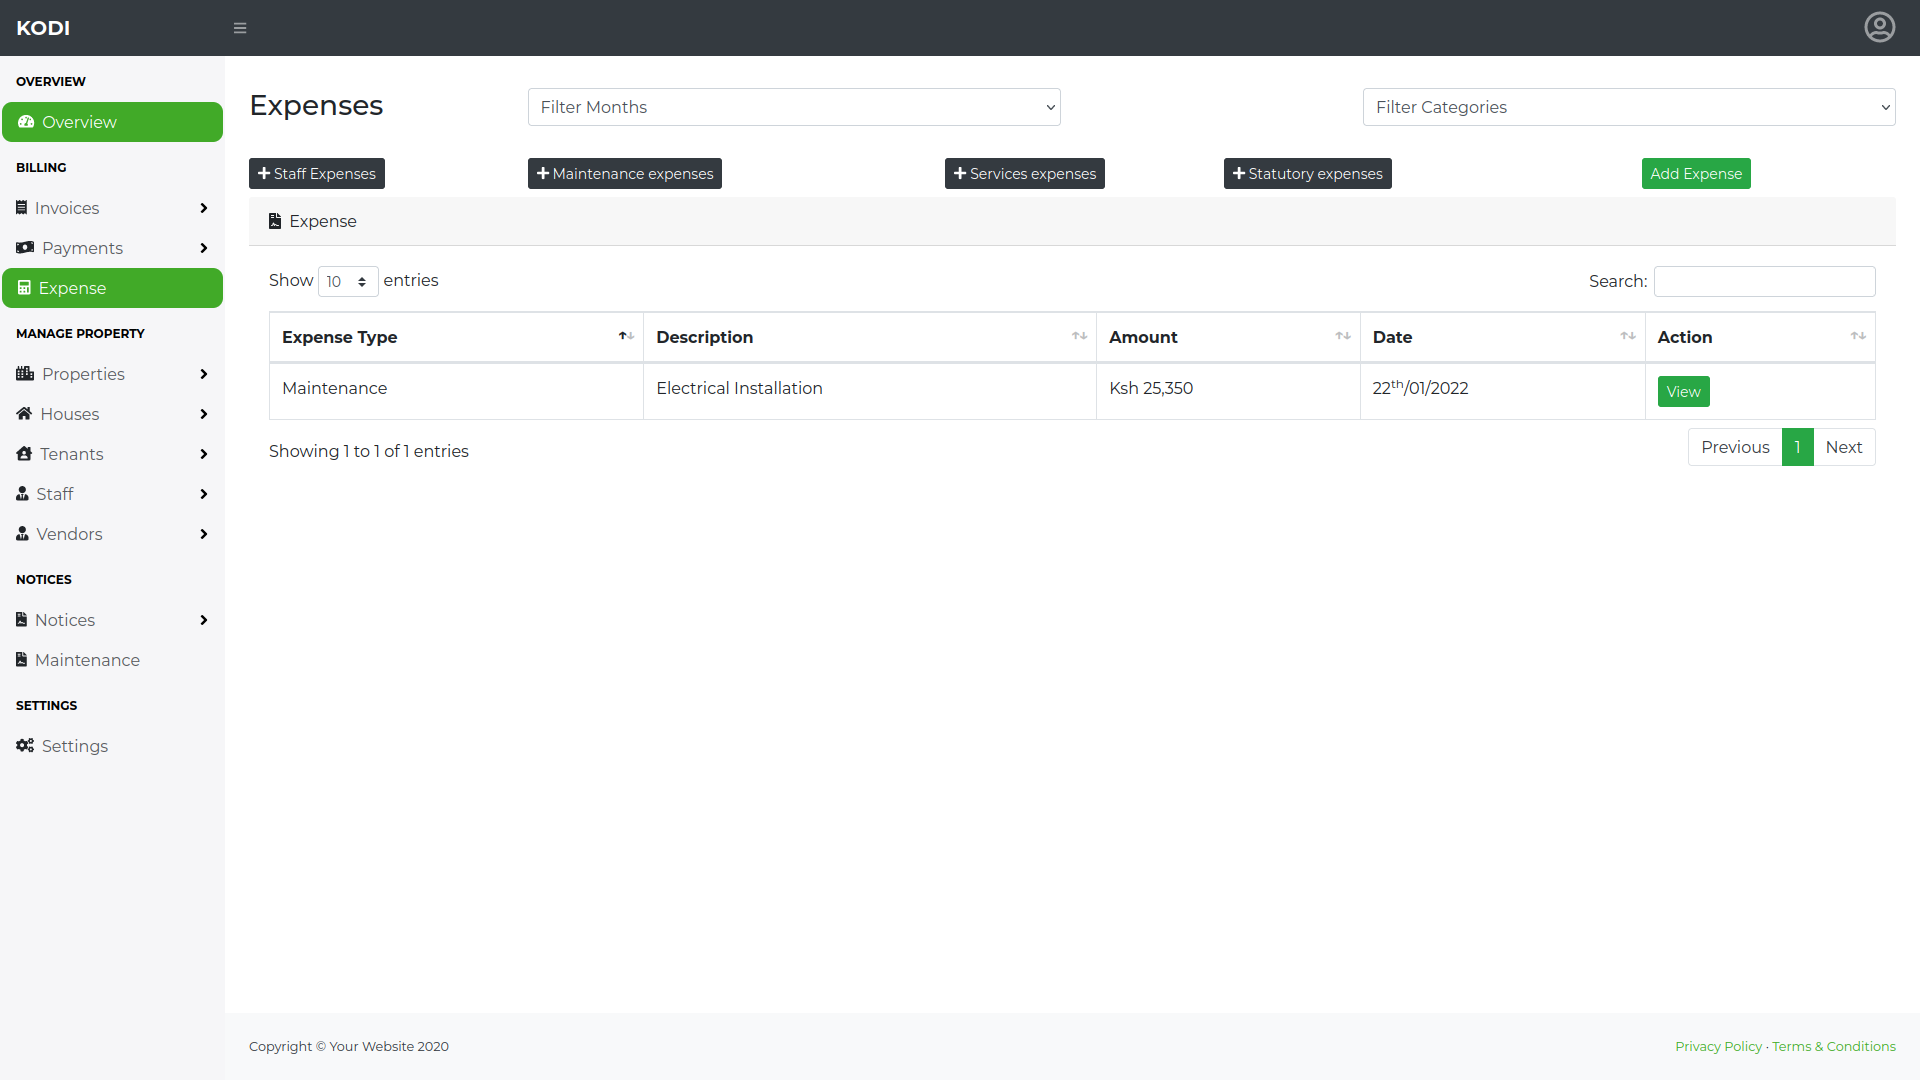 KODI
OVERVIEW
Overview
BILLING
Invoices
Payments
Expense
MANAGE PROPERTY
Properties
Houses
Tenants
Staff
Vendors
NOTICES
Notices
Maintenance
SETTINGS
Settings
Expenses
Filter Months
Filter Categories
Staff Expenses
Maintenance expenses
Services expenses
Statutory expenses
Add Expense
Expense
Show 10 entries
Search:
Expense Type Description Amount Date Action
Maintenance Electrical Installation Ksh 25,350 22th/01/2022 View
Showing 1 to 1 of 1 entries
Previous 1 Next
Copyright © Your Website 2020
Privacy Policy · Terms & Conditions